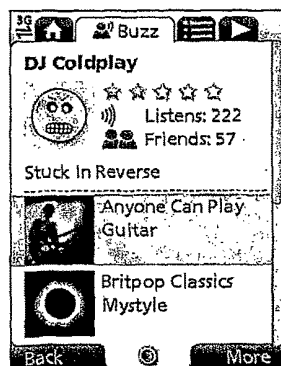 3G
Buzz
DJ Coldplay
Listens: 222
Friends: 57
Stuck In Reverse
Anyone Can Play
Guitar
Britpop Classics
Mystyle
Back
More